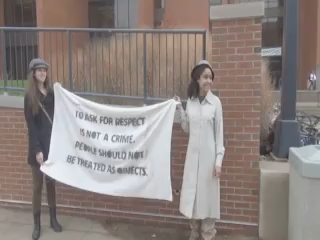 TO ASK FOR RESPECT
IS NOT A CRIME.
PEOPLE SHOULD NOT
BE TREATED AS OBJECTS.